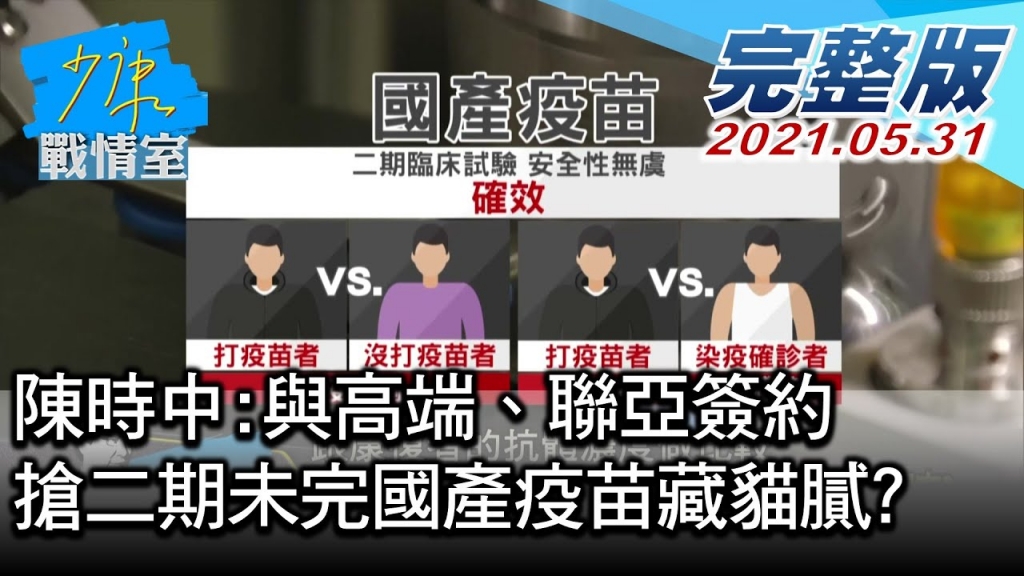 少康
戰情室
完整版
2021.05.31
國產疫苗
二期臨床試驗 安全性無虞
確效
vs.
vs.
打疫苗者
沒打疫苗者
打疫苗者
染疫確診者
陳時中:與高端、聯亞簽約
搶二期未完國產疫苗藏貓膩?